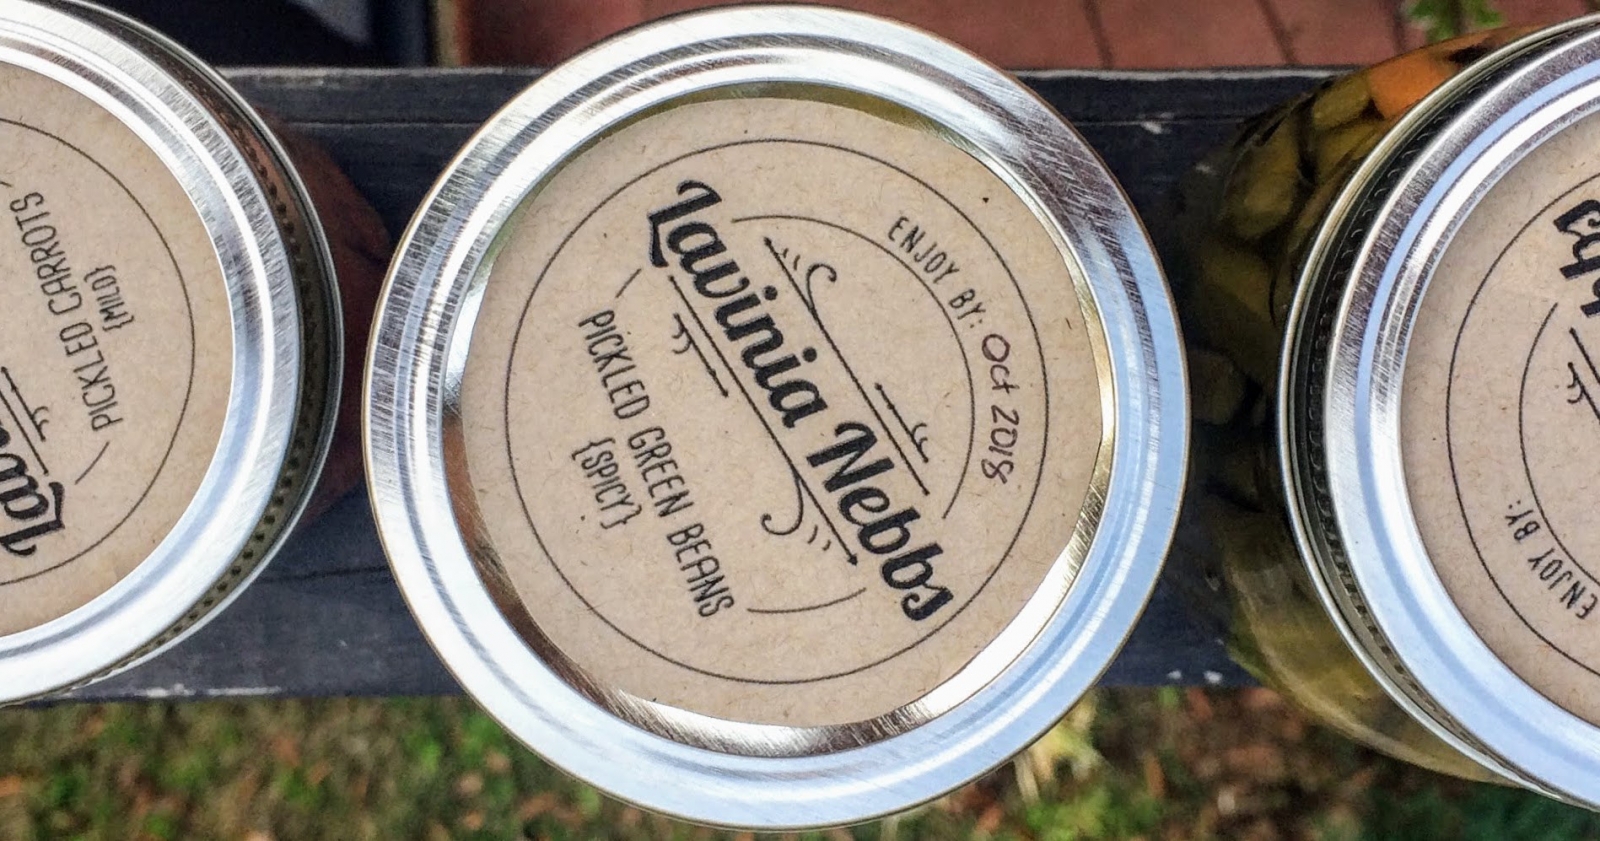 PICKLED CARROTS
{MILD}
ENJOY BY: Oct 2018
Lavinia Nebbs
PICKLED GREEN BEANS
{SPICY}
ENJOY BY: